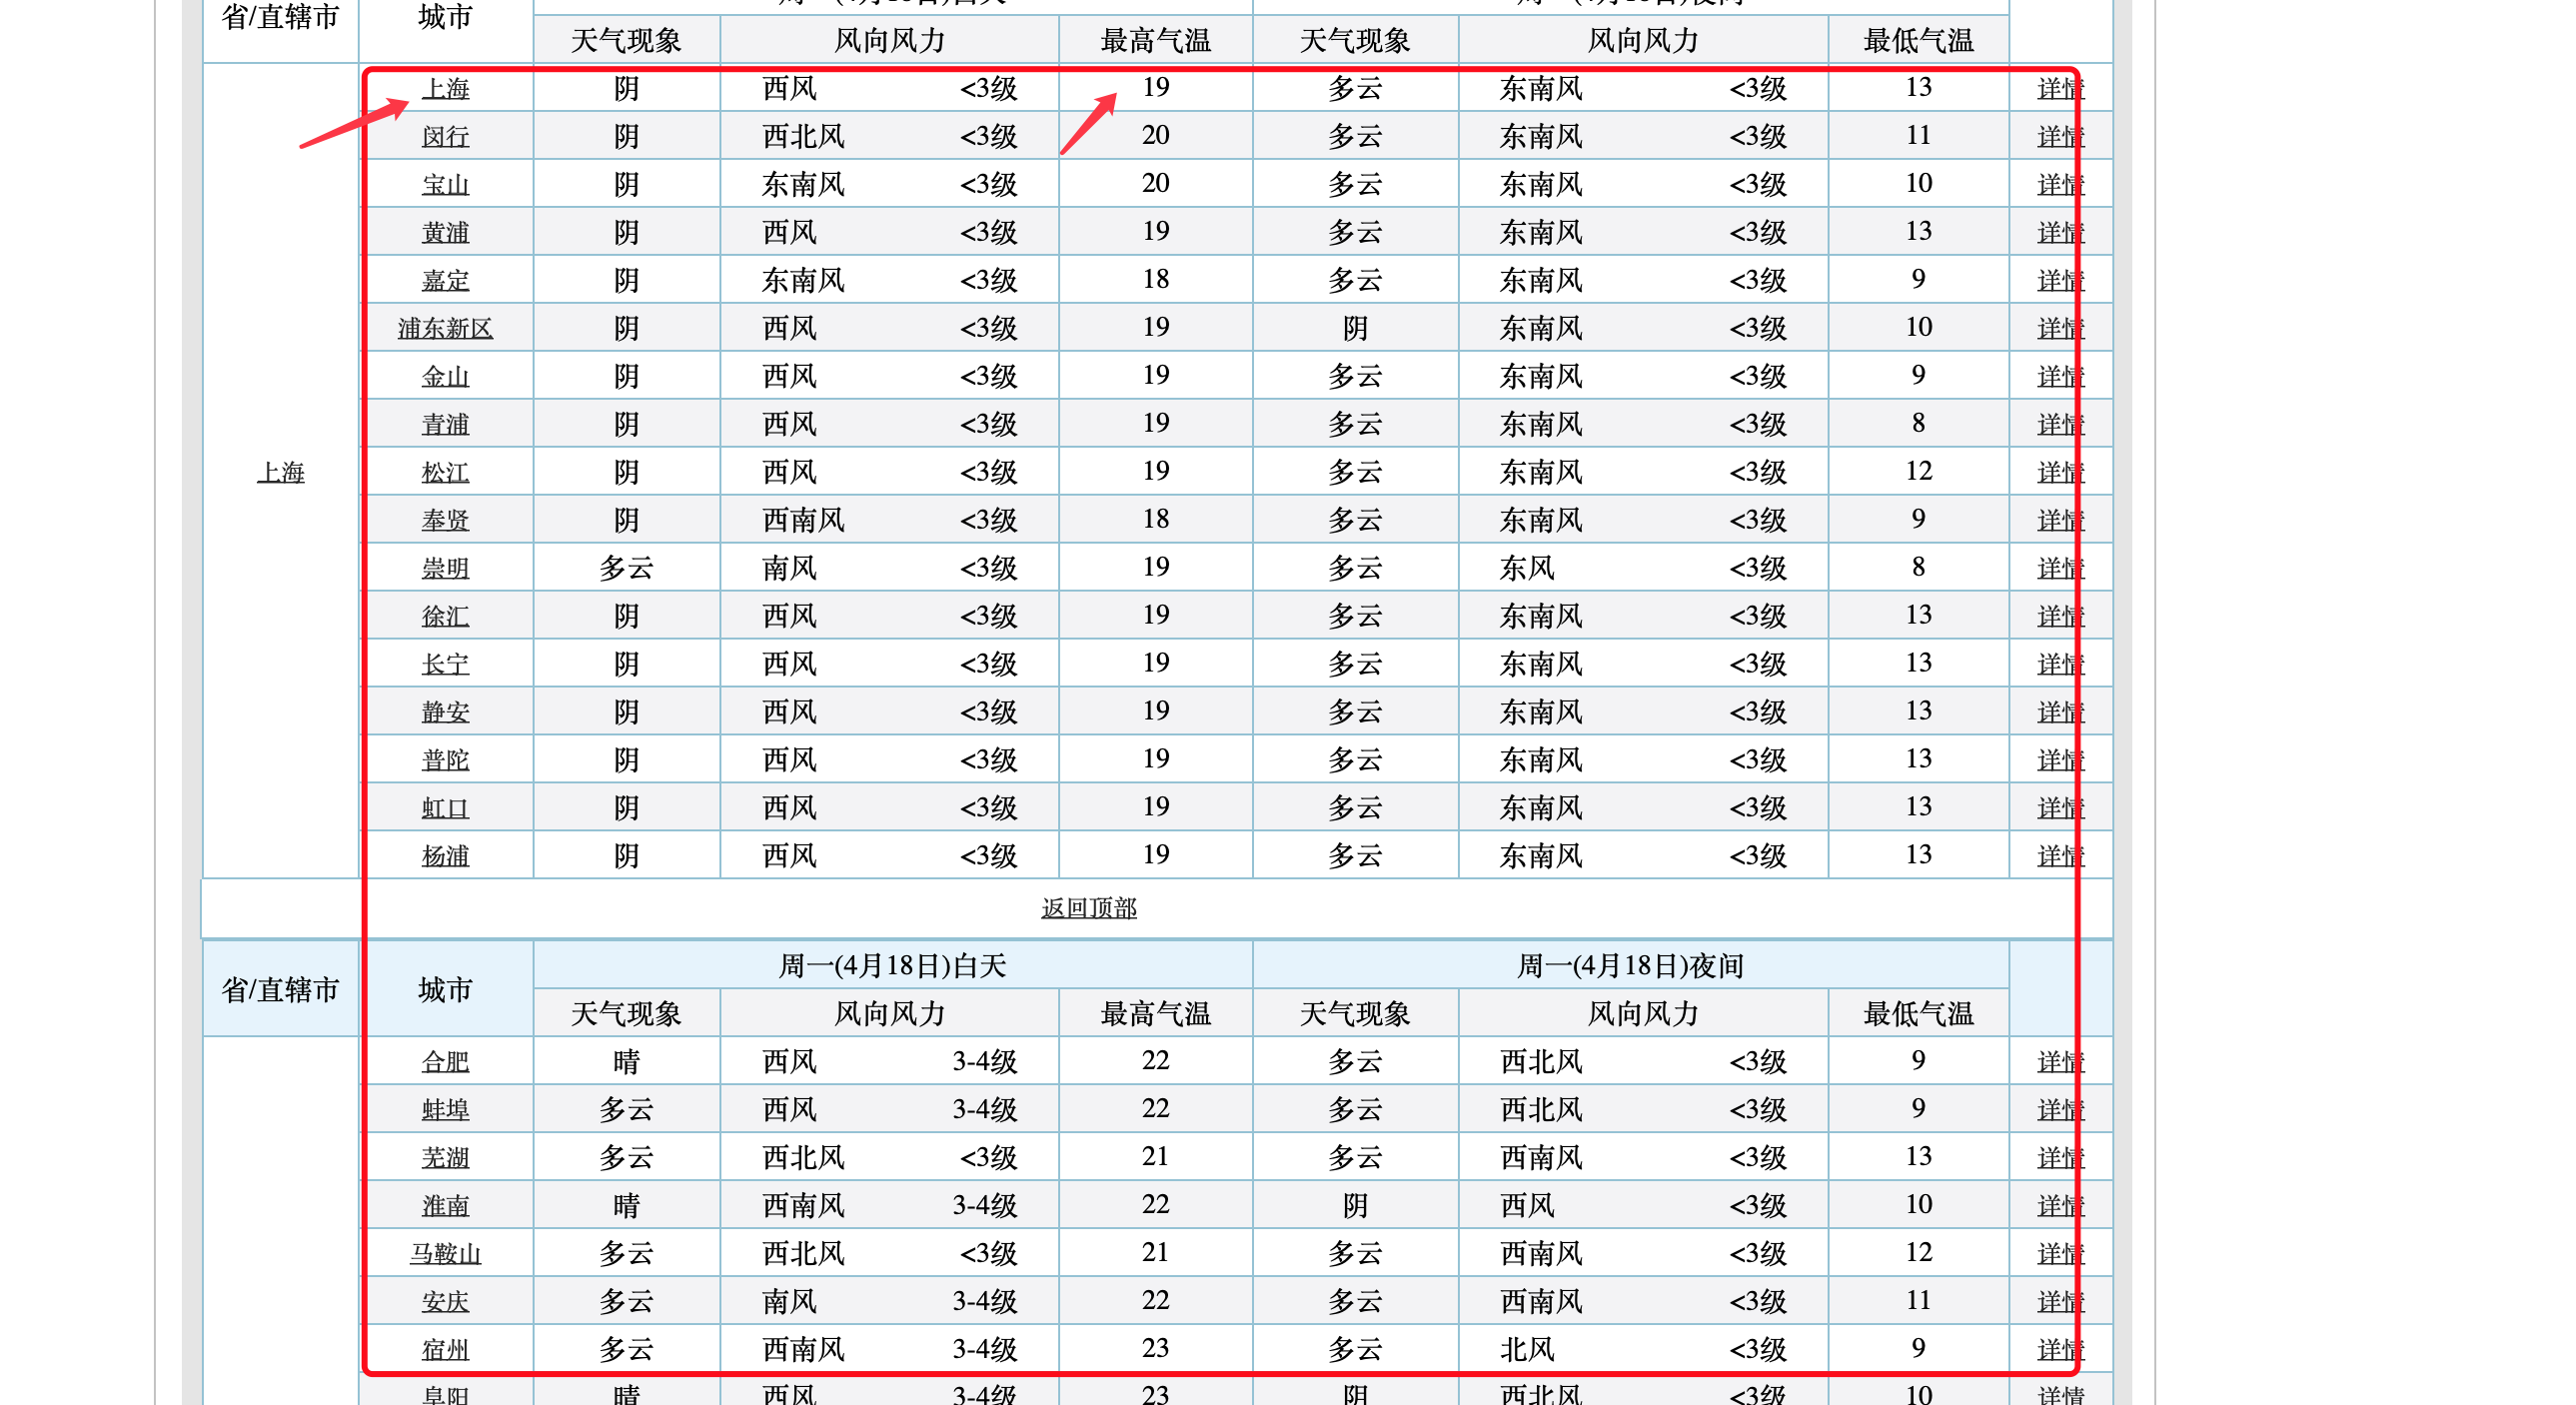 省/直辖市 城市 周一(4月18日)白天 周一(4月18日)夜间
天气现象 风向风力 最高气温 天气现象 风向风力 最低气温
上海 阴 西风 <3级 19 多云 东南风 <3级 13 详情
闵行 阴 西北风 <3级 20 多云 东南风 <3级 11 详情
宝山 阴 东南风 <3级 20 多云 东南风 <3级 10 详情
黄浦 阴 西风 <3级 19 多云 东南风 <3级 13 详情
嘉定 阴 东南风 <3级 18 多云 东南风 <3级 9 详情
浦东新区 阴 西风 <3级 19 阴 东南风 <3级 10 详情
金山 阴 西风 <3级 19 多云 东南风 <3级 9 详情
青浦 阴 西风 <3级 19 多云 东南风 <3级 8 详情
上海 松江 阴 西风 <3级 19 多云 东南风 <3级 12 详情
奉贤 阴 西南风 <3级 18 多云 东南风 <3级 9 详情
崇明 多云 南风 <3级 19 多云 东风 <3级 8 详情
徐汇 阴 西风 <3级 19 多云 东南风 <3级 13 详情
长宁 阴 西风 <3级 19 多云 东南风 <3级 13 详情
静安 阴 西风 <3级 19 多云 东南风 <3级 13 详情
普陀 阴 西风 <3级 19 多云 东南风 <3级 13 详情
虹口 阴 西风 <3级 19 多云 东南风 <3级 13 详情
杨浦 阴 西风 <3级 19 多云 东南风 <3级 13 详情
返回顶部
省/直辖市 城市 周一(4月18日)白天 周一(4月18日)夜间
天气现象 风向风力 最高气温 天气现象 风向风力 最低气温
合肥 晴 西风 3-4级 22 多云 西北风 <3级 9 详情
蚌埠 多云 西风 3-4级 22 多云 西北风 <3级 9 详情
芜湖 多云 西北风 <3级 21 多云 西南风 <3级 13 详情
淮南 晴 西南风 3-4级 22 阴 西风 <3级 10 详情
马鞍山 多云 西北风 <3级 21 多云 西南风 <3级 12 详情
安庆 多云 南风 3-4级 22 多云 西南风 <3级 11 详情
宿州 多云 西南风 3-4级 23 多云 北风 <3级 9 详情
阜阳 晴 西风 3-4级 23 阴 西北风 <3级 10 详情